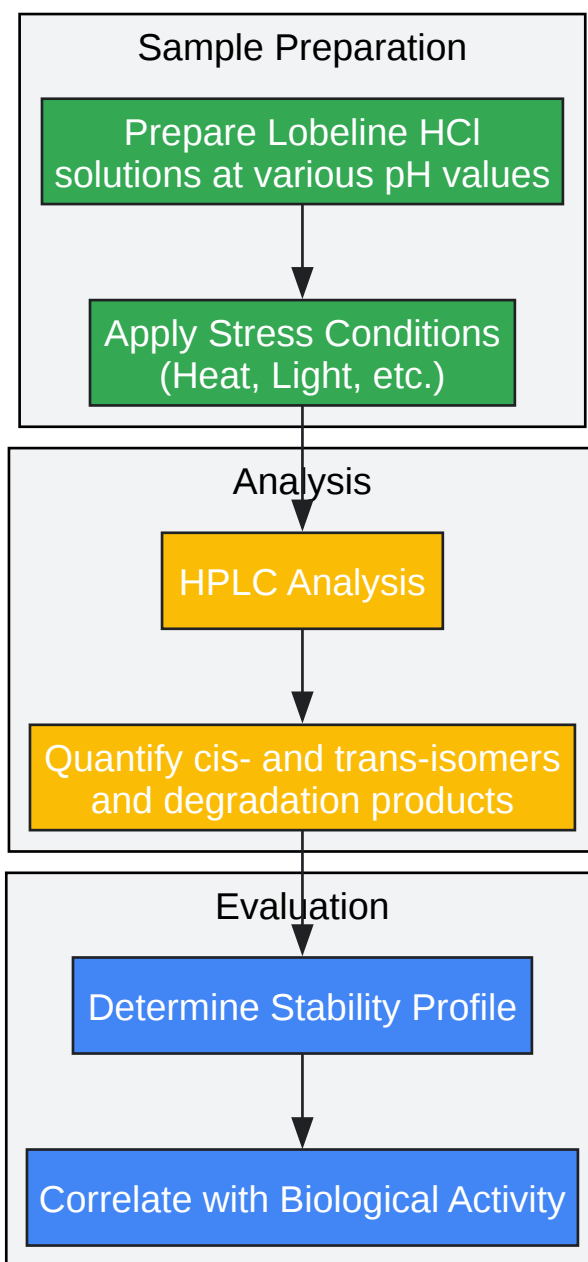 Sample Preparation
Prepare Lobeline HCl
solutions at various pH values
Apply Stress Conditions
(Heat, Light, etc.)
Analysis
HPLC Analysis
Quantify cis- and trans-isomers
and degradation products
Evaluation
Determine Stability Profile
Correlate with Biological Activity